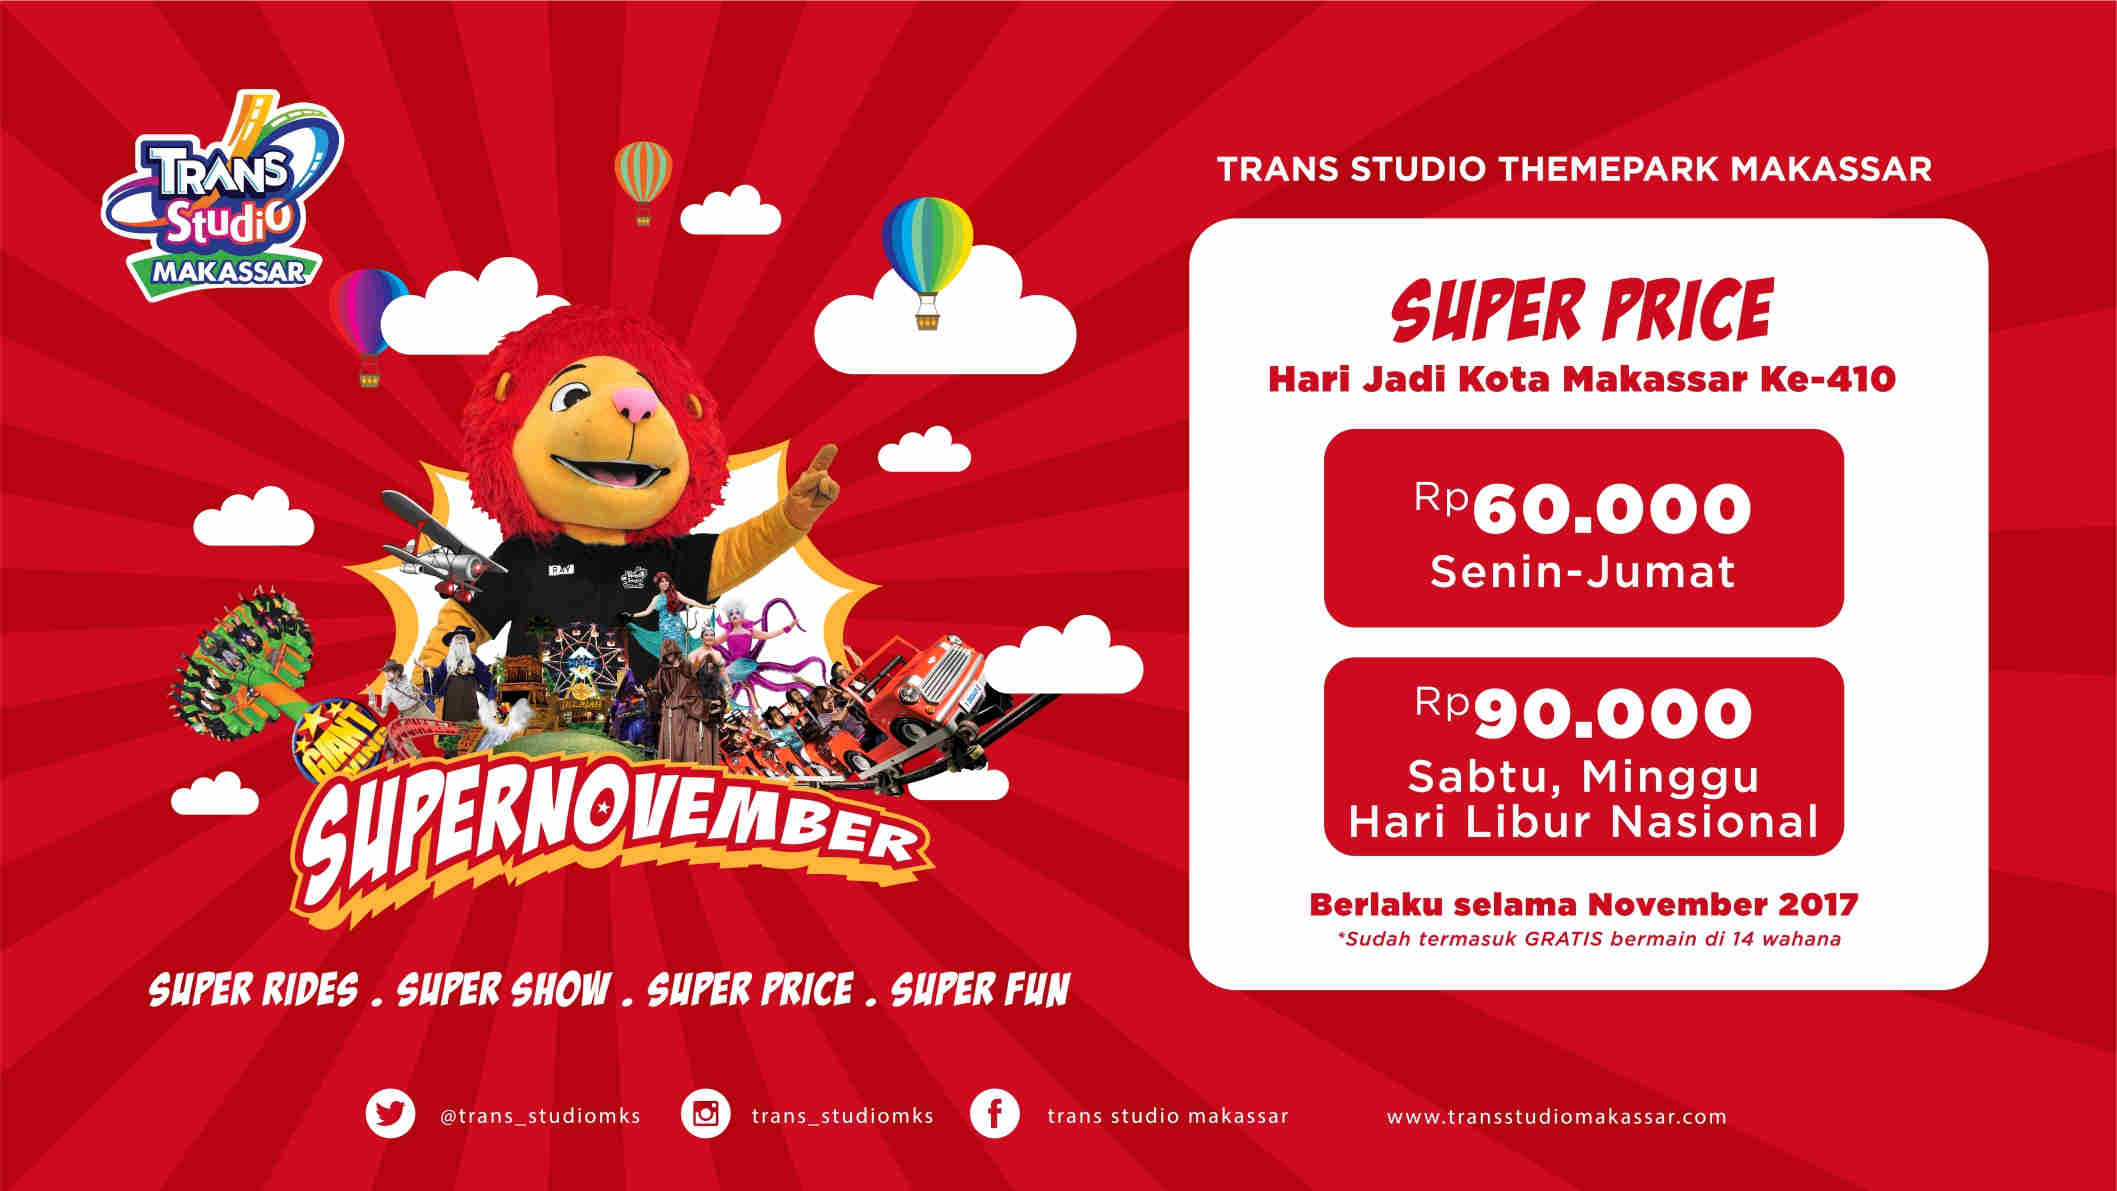 TRANS
STUDIO
MAKASSAR
RAY
GIANT
SUPERNOVEMBER
SUPER RIDES . SUPER SHOW . SUPER PRICE . SUPER FUN
TRANS STUDIO THEMEPARK MAKASSAR
SUPER PRICE
Hari Jadi Kota Makassar Ke-410
Rp60.000
Senin-Jumat
Rp90.000
Sabtu, Minggu
Hari Libur Nasional
Berlaku selama November 2017
*Sudah termasuk GRATIS bermain di 14 wahana
@trans_studiomks trans_studiomks trans studio makassar www.transstudiomakassar.com